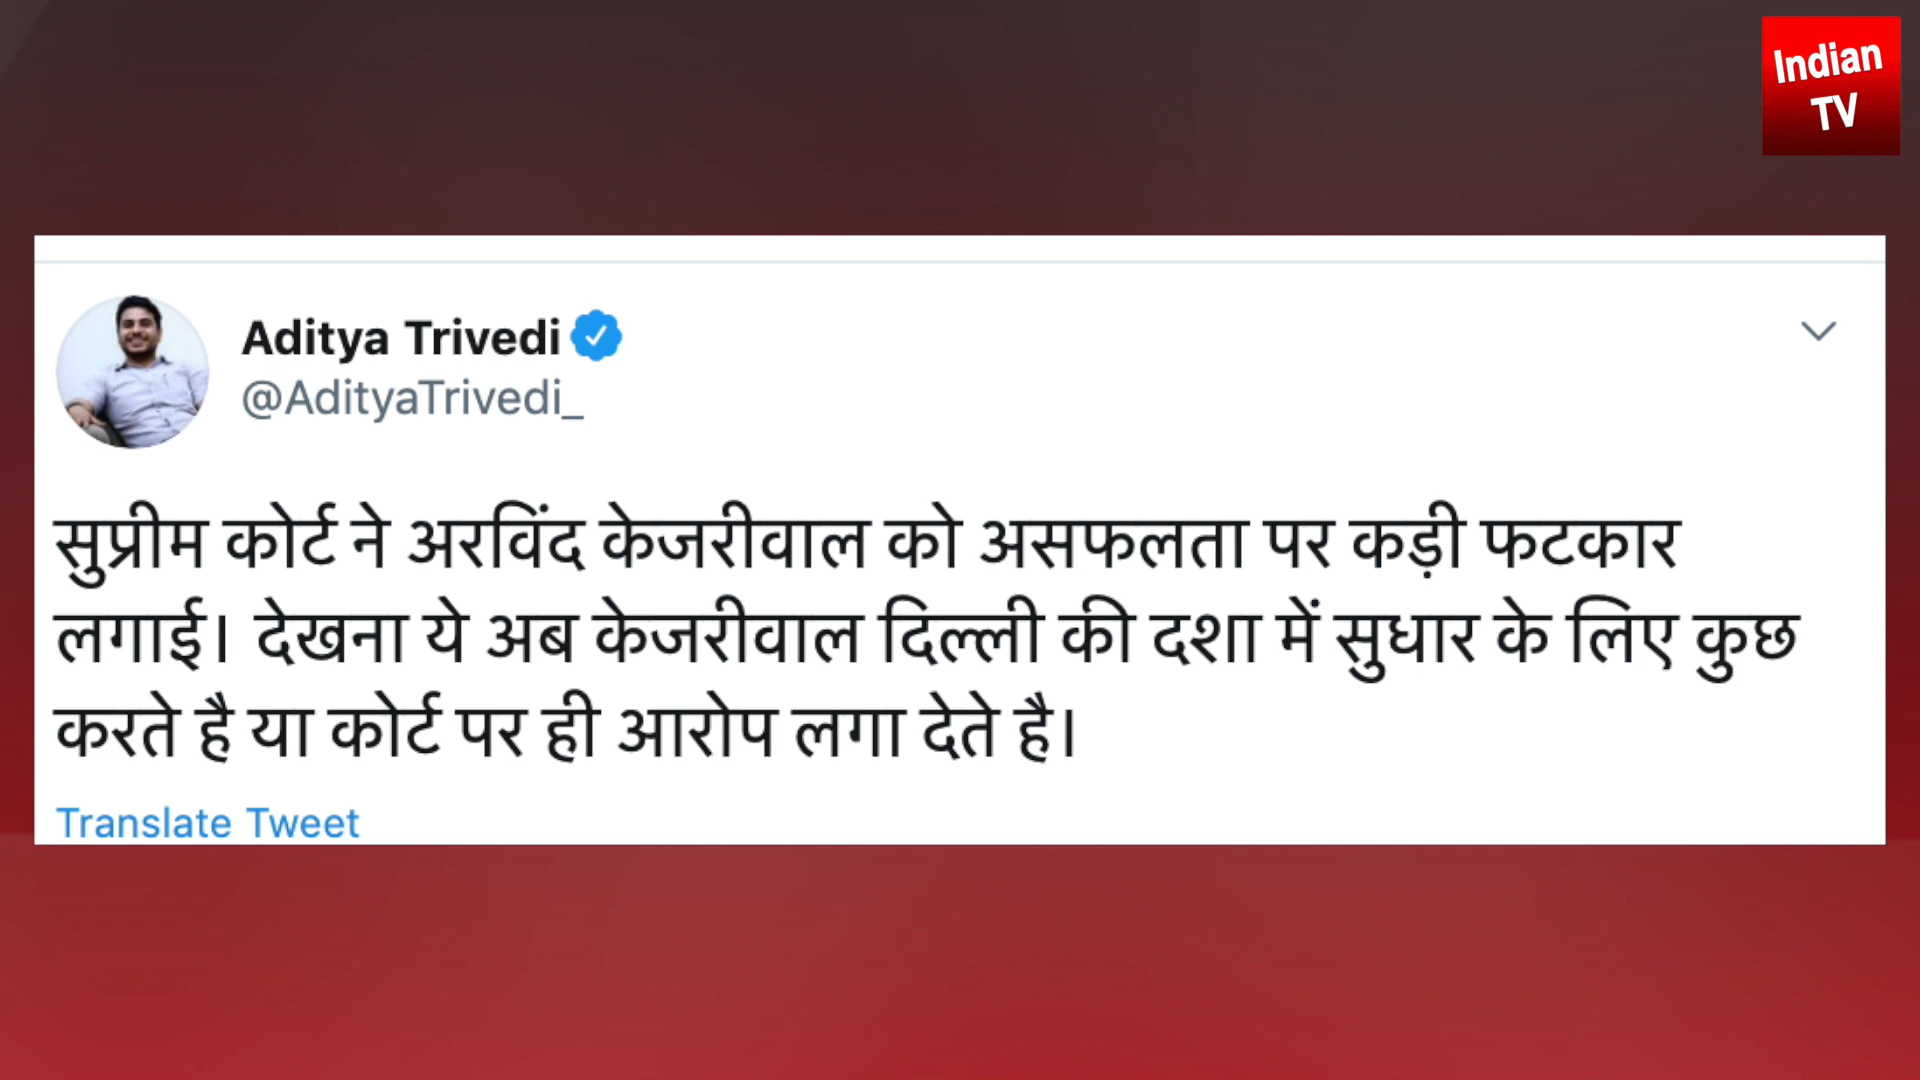 Indian
TV
Aditya Trivedi
@AdityaTrivedi_
सुप्रीम कोर्ट ने अरविंद केजरीवाल को असफलता पर कड़ी फटकार
लगाई। देखना ये अब केजरीवाल दिल्ली की दशा में सुधार के लिए कुछ
करते है या कोर्ट पर ही आरोप लगा देते है।
Translate Tweet